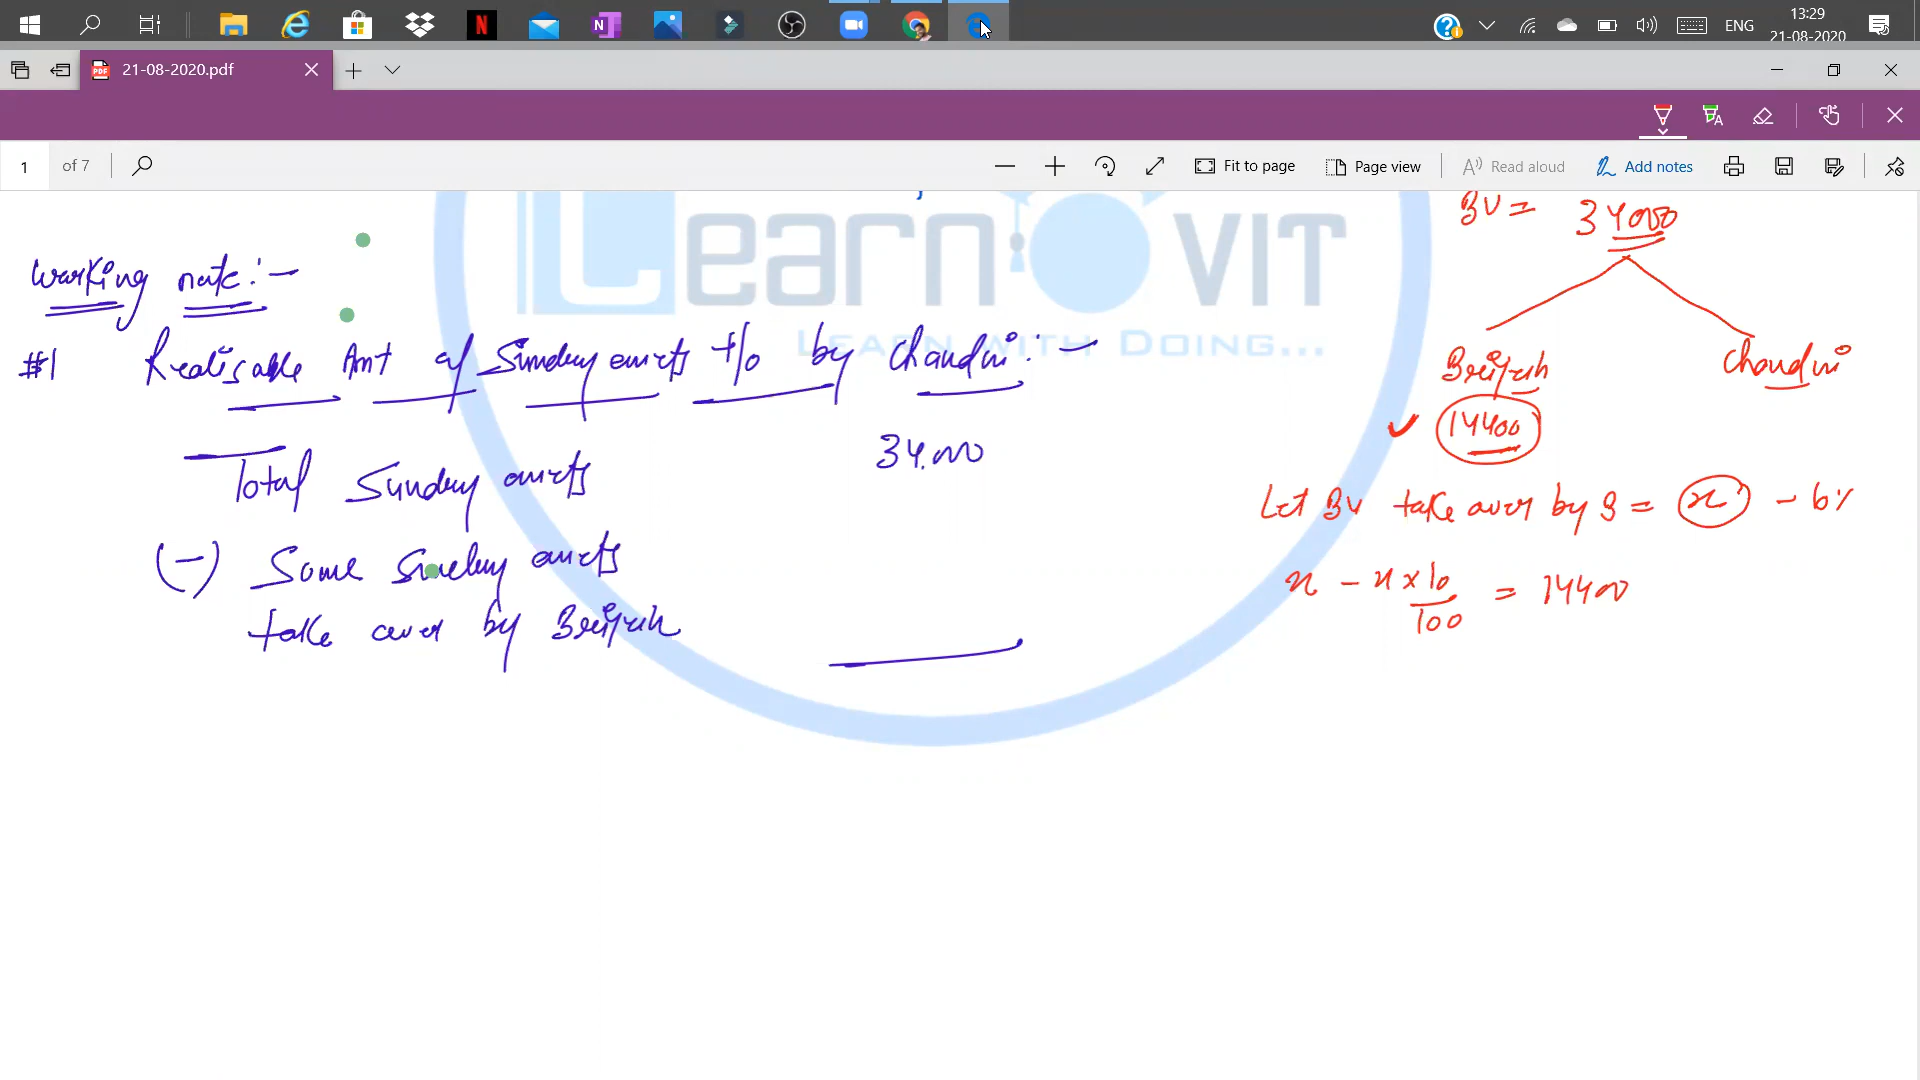 13:29
ENG
21-08-2020
21-08-2020.pdf
1 of 7
Fit to page
Page view
Read aloud
Add notes
Learn VIT
LEARN WITH DOING...
Working note:-
#1 Realisable Amt of Sundry assets t/o by Chandni:-
Total Sundry assets 34,000
(-) Some Sundry assets
take over by Brijesh
BV = 34000
Brijesh Chandni
14400
Let BV take over by B = x - 6%
x - x × 10/100 = 14400